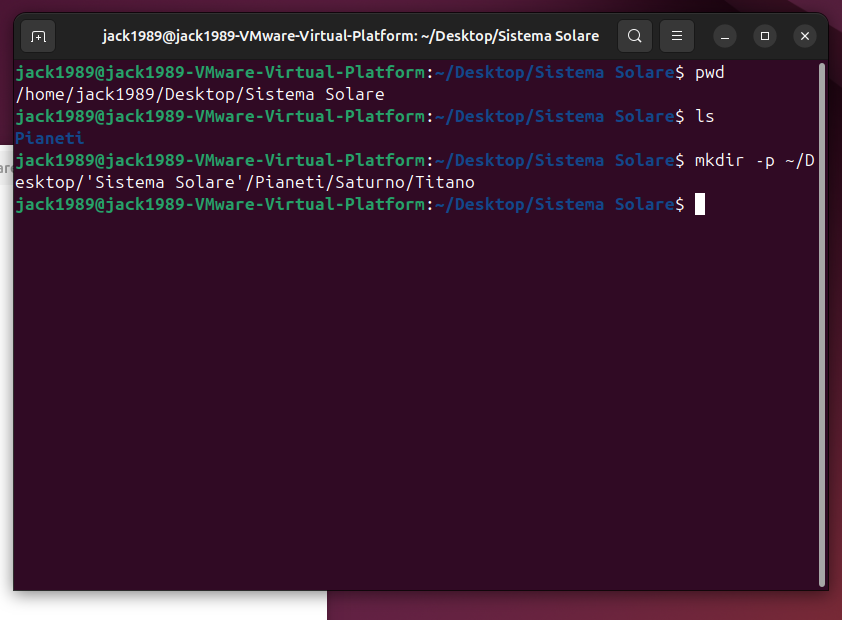 jack1989@jack1989-VMware-Virtual-Platform: ~/Desktop/Sistema Solare
jack1989@jack1989-VMware-Virtual-Platform:~/Desktop/Sistema Solare$ pwd
/home/jack1989/Desktop/Sistema Solare
jack1989@jack1989-VMware-Virtual-Platform:~/Desktop/Sistema Solare$ ls
Pianeti
jack1989@jack1989-VMware-Virtual-Platform:~/Desktop/Sistema Solare$ mkdir -p ~/D
esktop/'Sistema Solare'/Pianeti/Saturno/Titano
jack1989@jack1989-VMware-Virtual-Platform:~/Desktop/Sistema Solare$